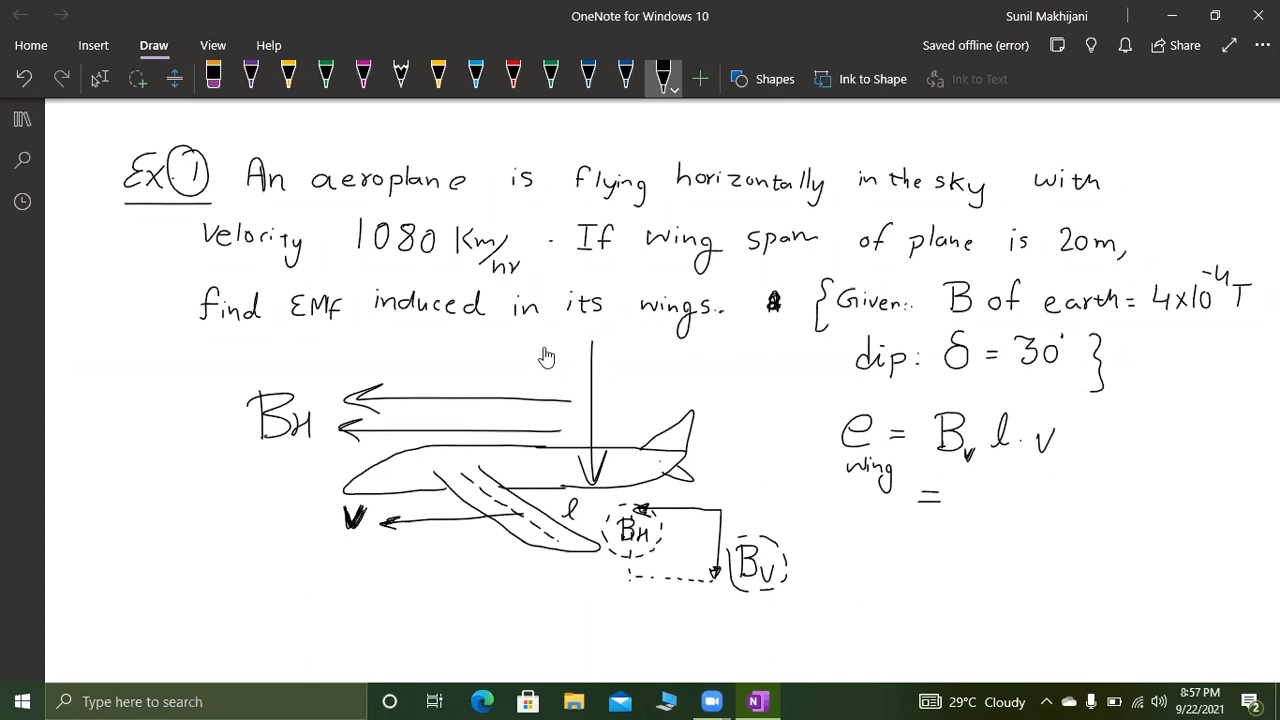 OneNote for Windows 10
Sunil Makhijani
Home Insert Draw View Help
Saved offline (error)
Share
Shapes
Ink to Shape
Ink to Text
Ex.1 An aeroplane is flying horizontally in the sky with
velocity 1080 Km/hr. If wing span of plane is 20m,
find EMF induced in its wings. {Given:. B of earth = 4x10⁻⁴T
dip: δ = 30° }
BH
e wing = Bv l.v
=
V
l
BH
BV
Type here to search
29°C Cloudy
8:57 PM
9/22/2021
2